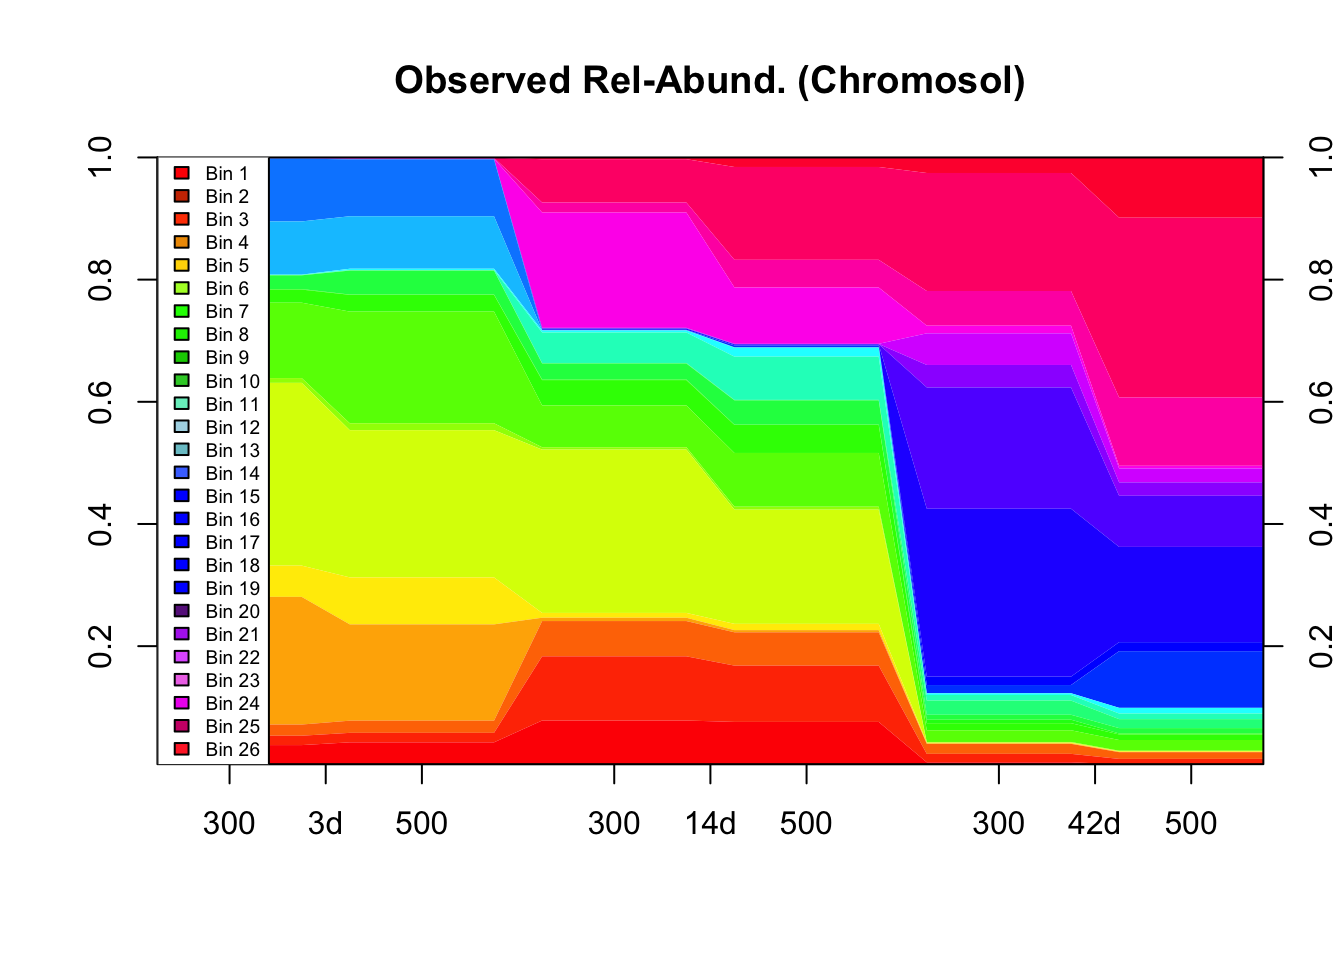 Observed Rel-Abund. (Chromosol)
1.0
0.8
0.6
0.4
0.2
Bin 1
Bin 2
Bin 3
Bin 4
Bin 5
Bin 6
Bin 7
Bin 8
Bin 9
Bin 10
Bin 11
Bin 12
Bin 13
Bin 14
Bin 15
Bin 16
Bin 17
Bin 18
Bin 19
Bin 20
Bin 21
Bin 22
Bin 23
Bin 24
Bin 25
Bin 26
1.0
0.8
0.6
0.4
0.2
300 3d 500 300 14d 500 300 42d 500